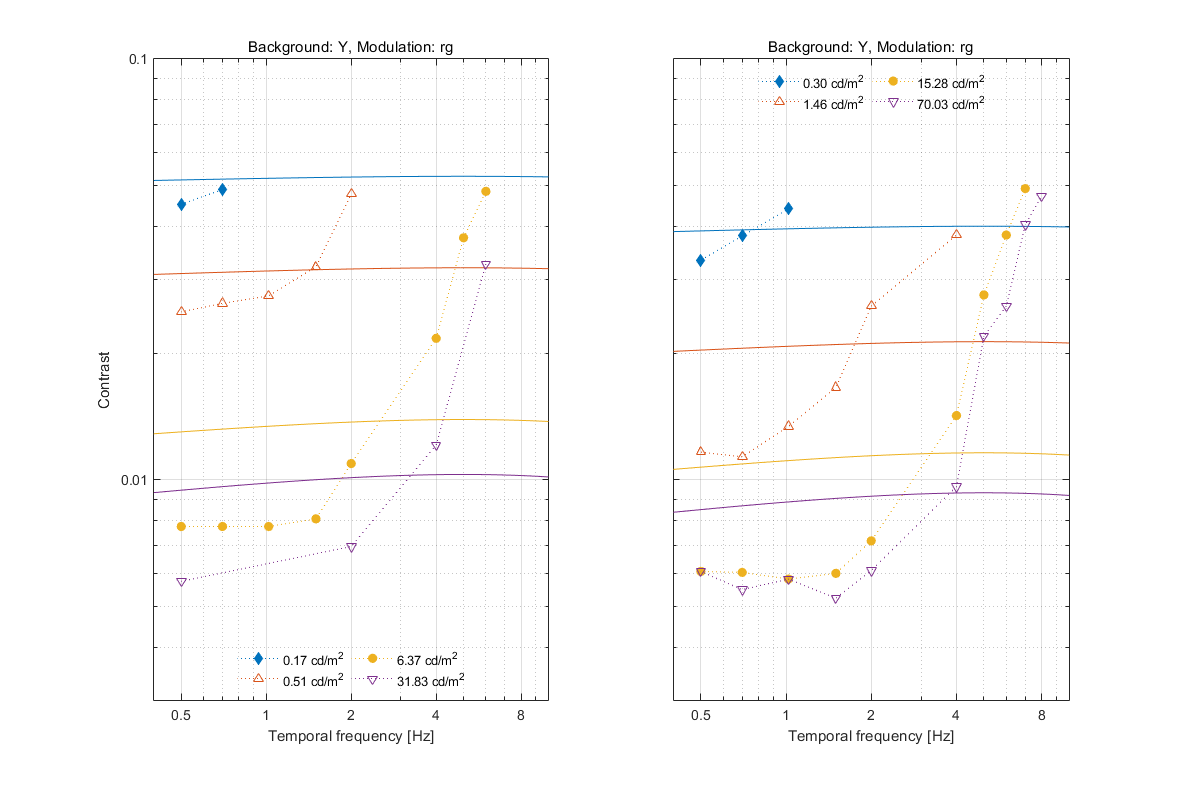 Background: Y, Modulation: rg
0.1
0.01
Contrast
0.17 cd/m²
6.37 cd/m²
0.51 cd/m²
31.83 cd/m²
0.5 1 2 4 8
Temporal frequency [Hz]
Background: Y, Modulation: rg
0.30 cd/m²
15.28 cd/m²
1.46 cd/m²
70.03 cd/m²
0.5 1 2 4 8
Temporal frequency [Hz]